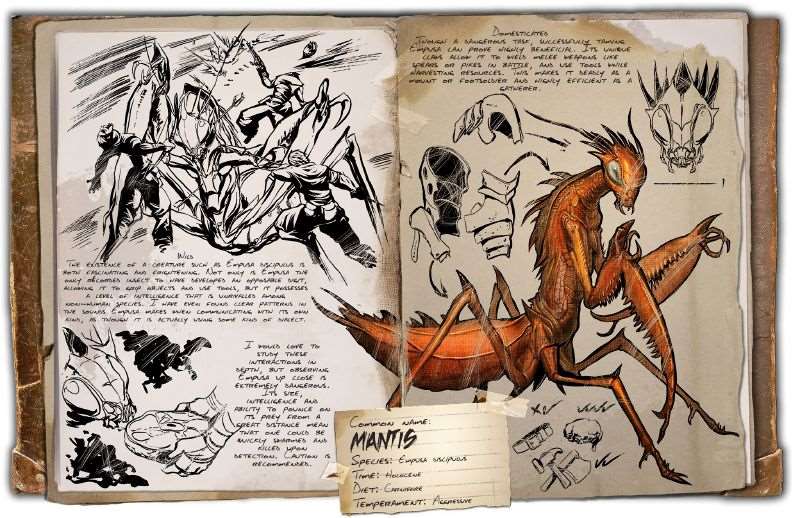 Wild
The existence of a creature such as Empusa discipulus is
both fascinating and frightening. Not only is Empusa the
only recorded insect to have developed an opposable digit,
allowing it to grip objects and use tools, but it possesses
a level of intelligence that is unrivaled among
non-human species. I have even found clear patterns in
the sounds Empusa makes when communicating with its own
kind, as though it is actually using some kind of dialect.
I would love to
study these
interactions in
depth, but observing
Empusa up close is
extremely dangerous.
Its size,
intelligence and
ability to pounce on
its prey from a
great distance mean
that one could be
quickly swarmed and
killed upon
detection. Caution is
recommended.
Domesticated
Though a dangerous task, successfully taming
Empusa can prove highly beneficial. Its unique
claws allow it to wield melee weapons like
spears or pikes in battle, and use tools while
harvesting resources. This makes it deadly as a
mount or footsoldier and highly efficient as a
gatherer.
Common name:
MANTIS
Species: Empusa discipulus
Time: Holocene
Diet: Carnivore
Temperament: Aggressive